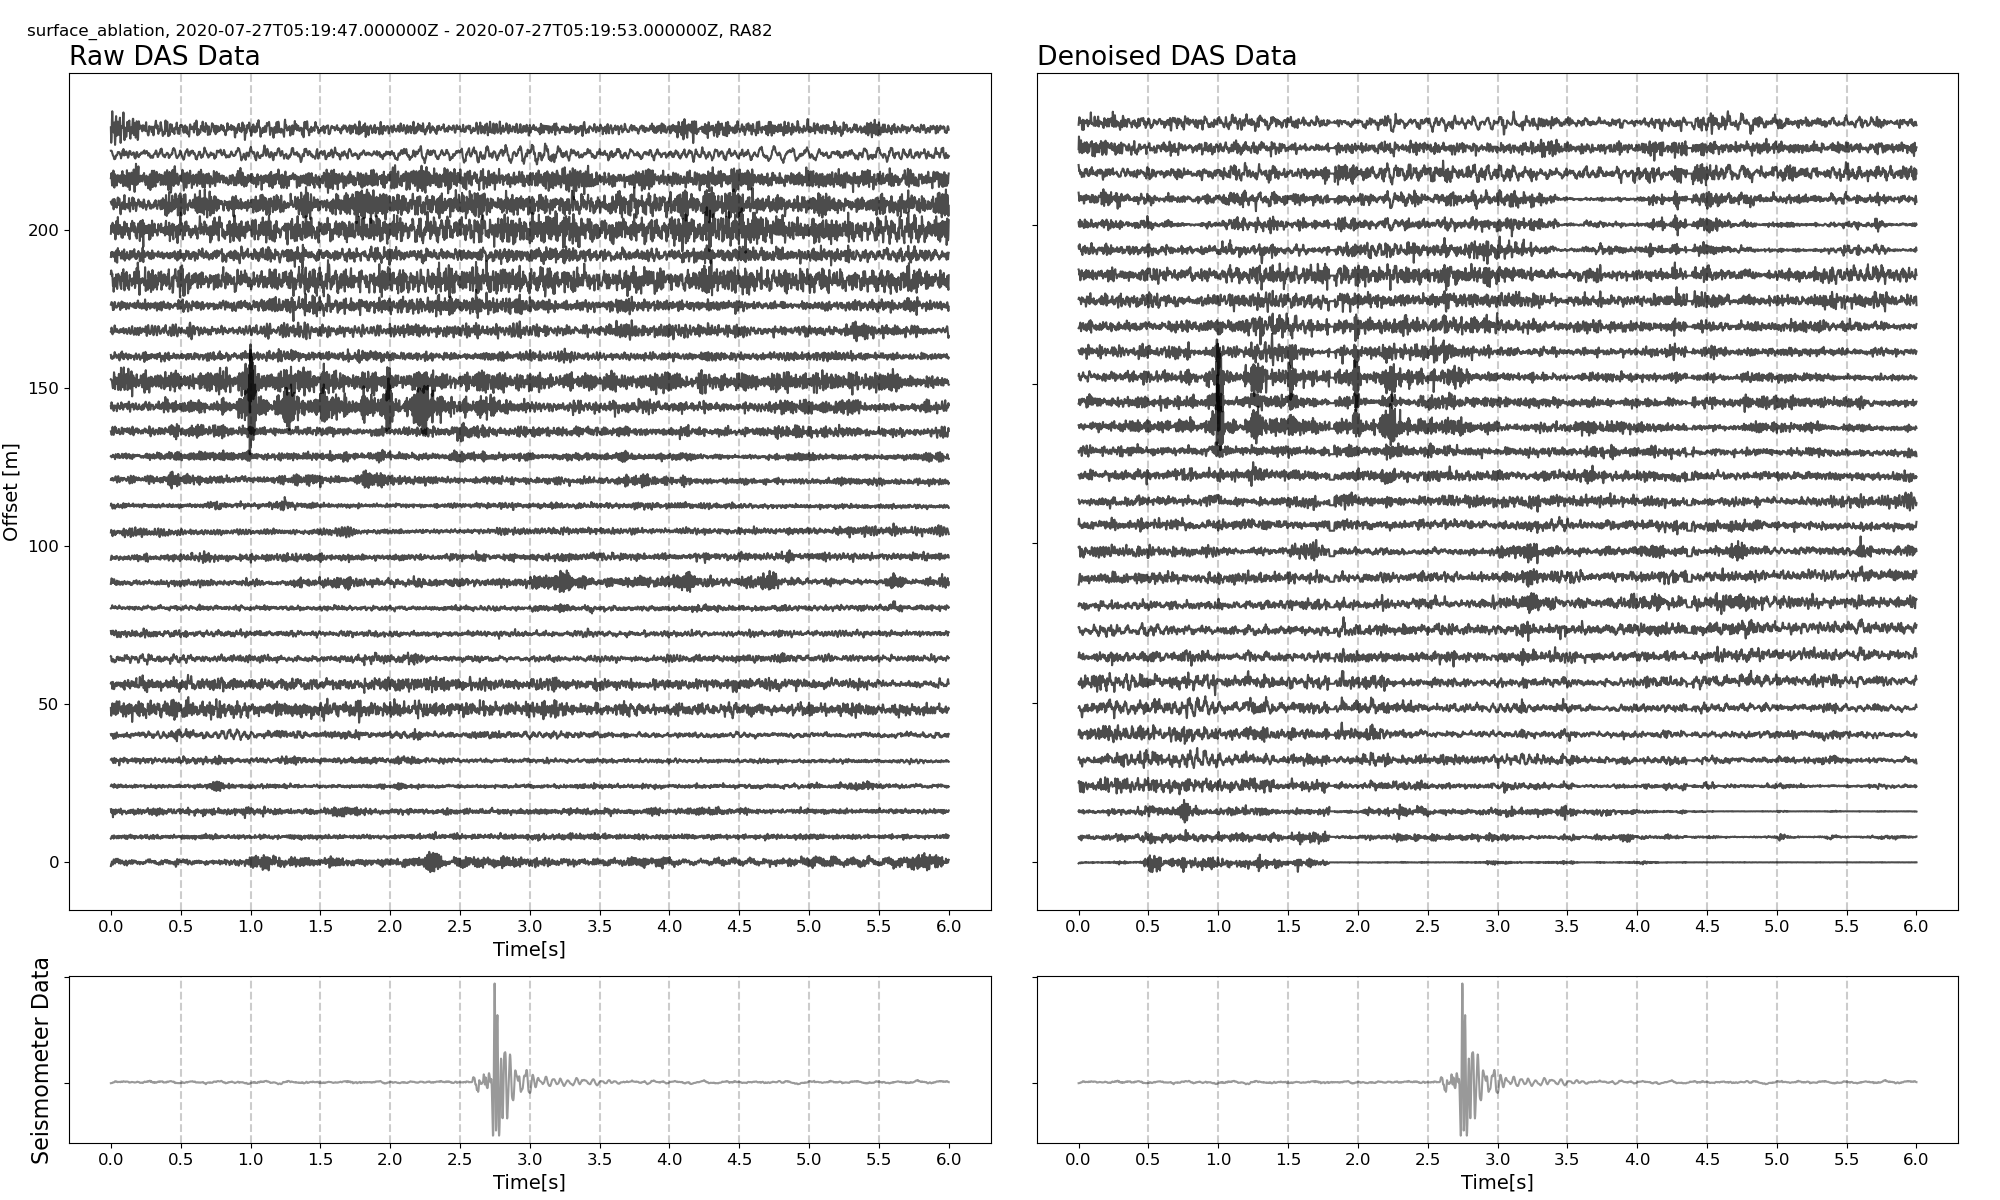 surface_ablation, 2020-07-27T05:19:47.000000Z - 2020-07-27T05:19:53.000000Z, RA82
Raw DAS Data
Denoised DAS Data
Offset [m]
200
150
100
50
0
0.0 0.5 1.0 1.5 2.0 2.5 3.0 3.5 4.0 4.5 5.0 5.5 6.0
Time[s]
0.0 0.5 1.0 1.5 2.0 2.5 3.0 3.5 4.0 4.5 5.0 5.5 6.0
Seismometer Data
0.0 0.5 1.0 1.5 2.0 2.5 3.0 3.5 4.0 4.5 5.0 5.5 6.0
Time[s]
0.0 0.5 1.0 1.5 2.0 2.5 3.0 3.5 4.0 4.5 5.0 5.5 6.0
Time[s]